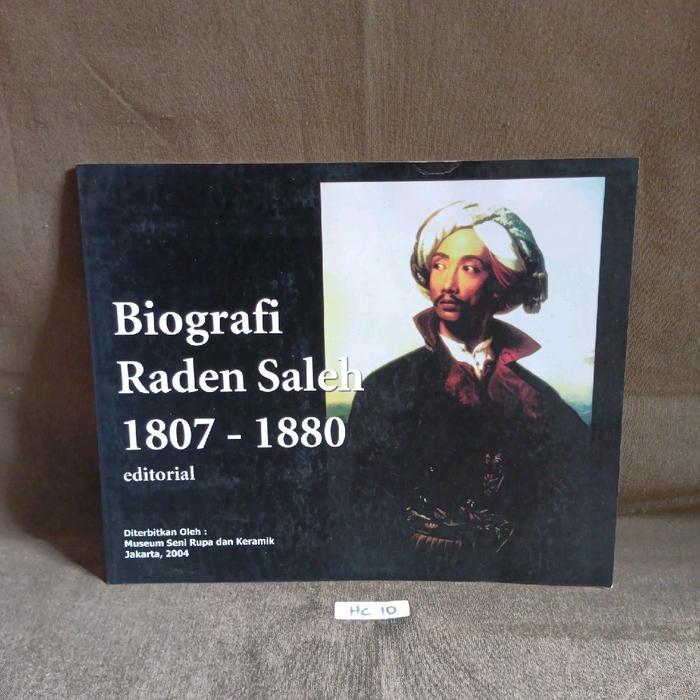 Biografi
Raden Saleh
1807 - 1880
editorial
Diterbitkan Oleh :
Museum Seni Rupa dan Keramik
Jakarta, 2004
HC 10